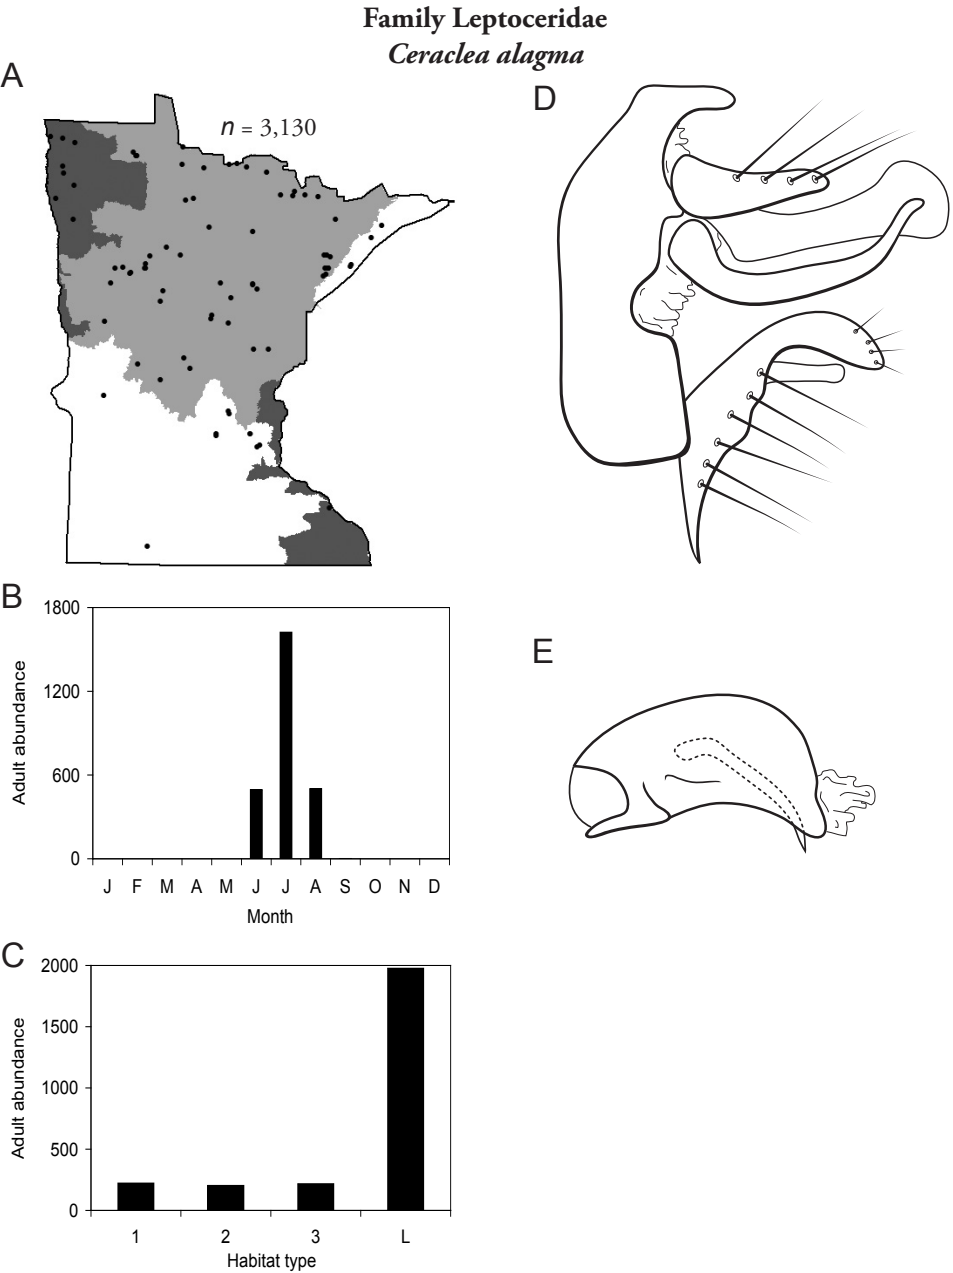 Family Leptoceridae
Ceraclea alagma
A
n = 3,130
B
1800
1200
600
0
Adult abundance
J F M A M J J A S O N D
Month
C
2000
1500
1000
500
0
Adult abundance
1 2 3 L
Habitat type
D
E